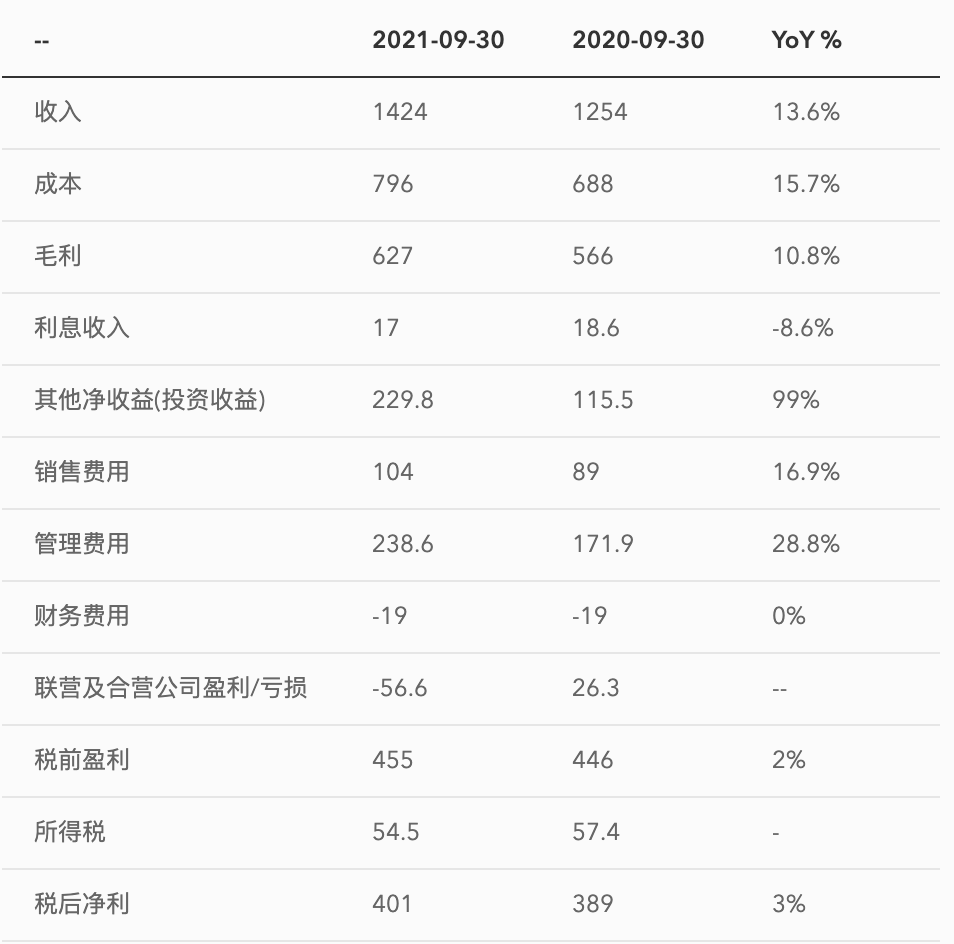 -- 2021-09-30 2020-09-30 YoY %
收入 1424 1254 13.6%
成本 796 688 15.7%
毛利 627 566 10.8%
利息收入 17 18.6 -8.6%
其他净收益(投资收益) 229.8 115.5 99%
销售费用 104 89 16.9%
管理费用 238.6 171.9 28.8%
财务费用 -19 -19 0%
联营及合营公司盈利/亏损 -56.6 26.3 --
税前盈利 455 446 2%
所得税 54.5 57.4 -
税后净利 401 389 3%